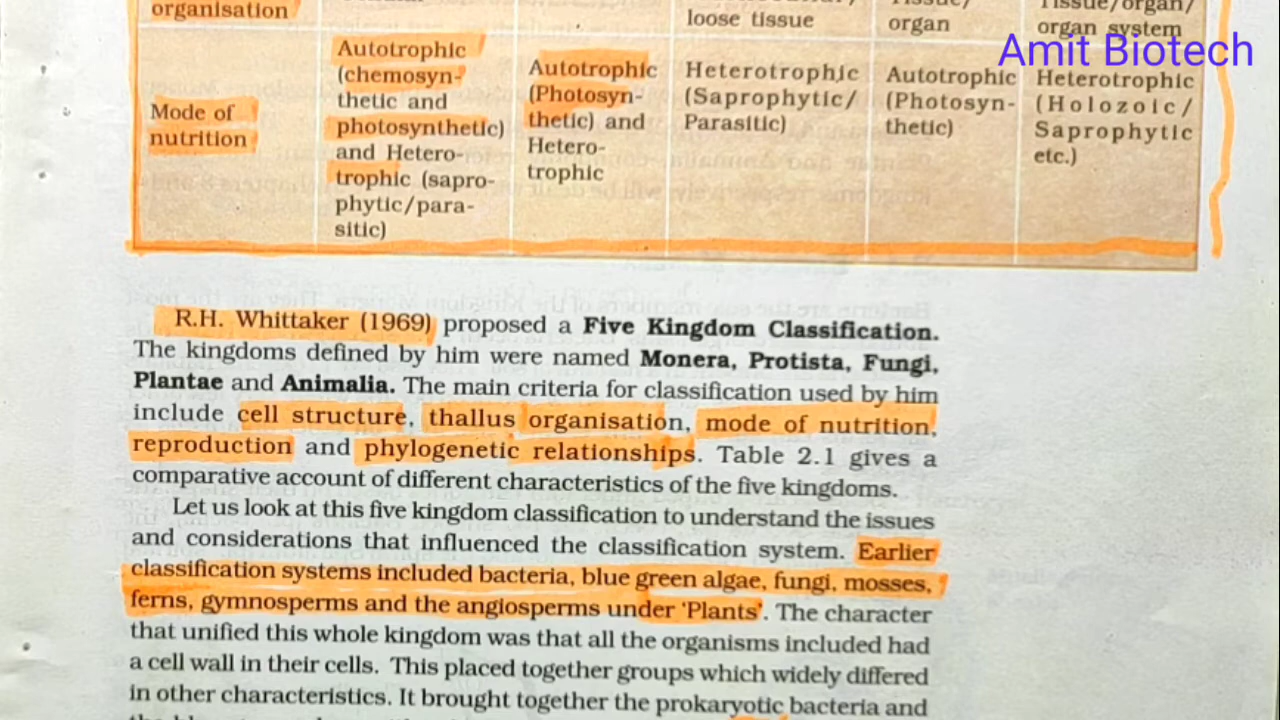 organisation
loose tissue
organ
Tissue/organ/
organ system
Amit Biotech
Mode of
nutrition
Autotrophic
(chemosyn-
thetic and
photosynthetic)
and Hetero-
trophic (sapro-
phytic/para-
sitic)
Autotrophic
(Photosyn-
thetic) and
Hetero-
trophic
Heterotrophic
(Saprophytic/
Parasitic)
Autotrophic
(Photosyn-
thetic)
Heterotrophic
(Holozoic/
Saprophytic
etc.)
R.H. Whittaker (1969) proposed a Five Kingdom Classification.
The kingdoms defined by him were named Monera, Protista, Fungi,
Plantae and Animalia. The main criteria for classification used by him
include cell structure, thallus organisation, mode of nutrition,
reproduction and phylogenetic relationships. Table 2.1 gives a
comparative account of different characteristics of the five kingdoms.
Let us look at this five kingdom classification to understand the issues
and considerations that influenced the classification system. Earlier
classification systems included bacteria, blue green algae, fungi, mosses,
ferns, gymnosperms and the angiosperms under 'Plants'. The character
that unified this whole kingdom was that all the organisms included had
a cell wall in their cells. This placed together groups which widely differed
in other characteristics. It brought together the prokaryotic bacteria and